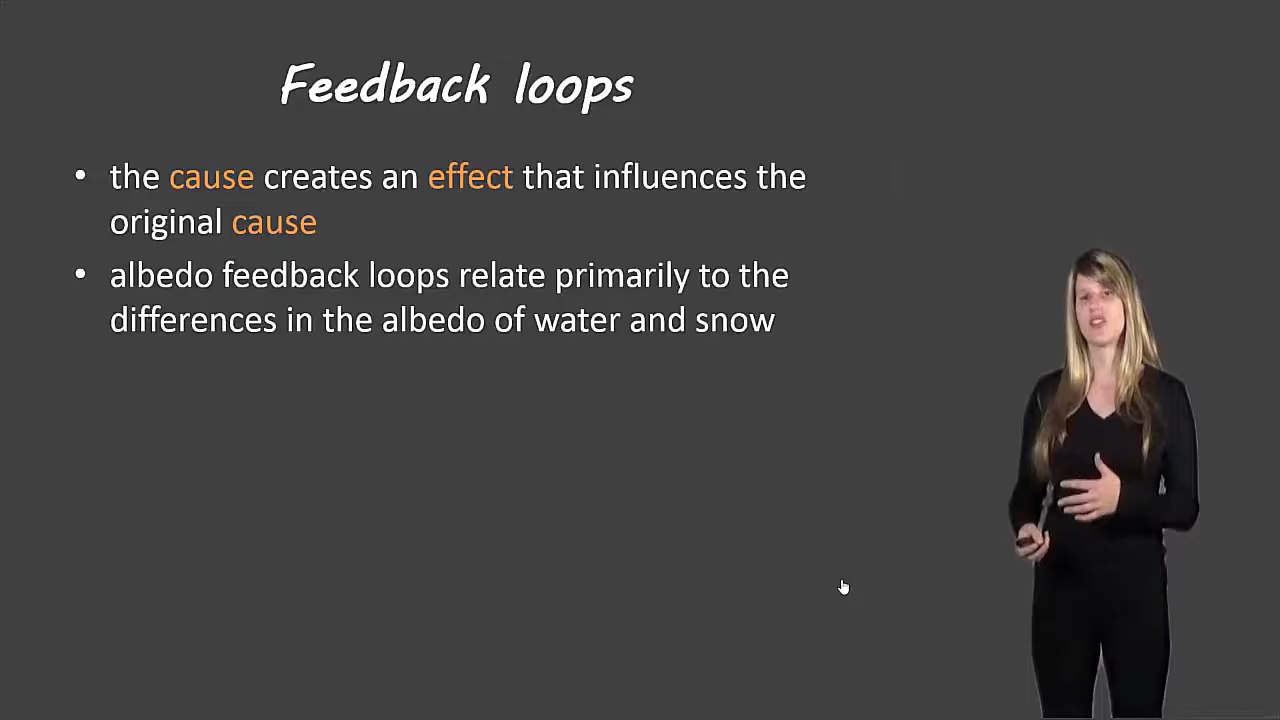 Feedback loops
• the cause creates an effect that influences the
original cause
• albedo feedback loops relate primarily to the
differences in the albedo of water and snow